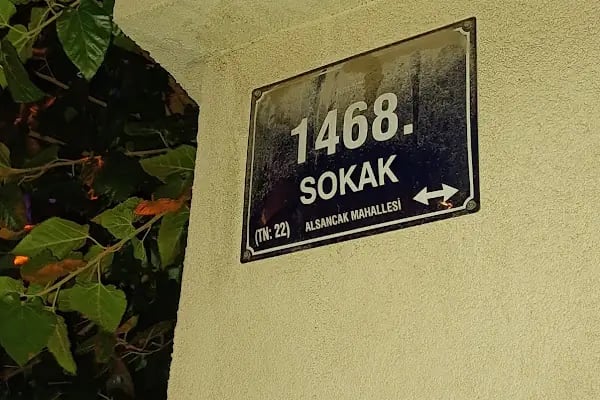 1468.
SOKAK
(TN: 22) ALSANCAK MAHALLESİ